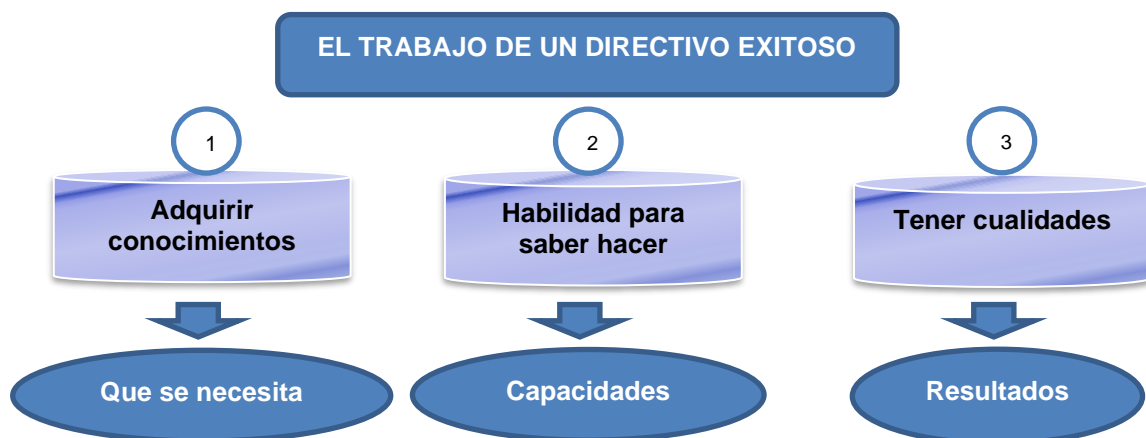 EL TRABAJO DE UN DIRECTIVO EXITOSO
1
2
3
Adquirir
conocimientos
Habilidad para
saber hacer
Tener cualidades
Que se necesita
Capacidades
Resultados